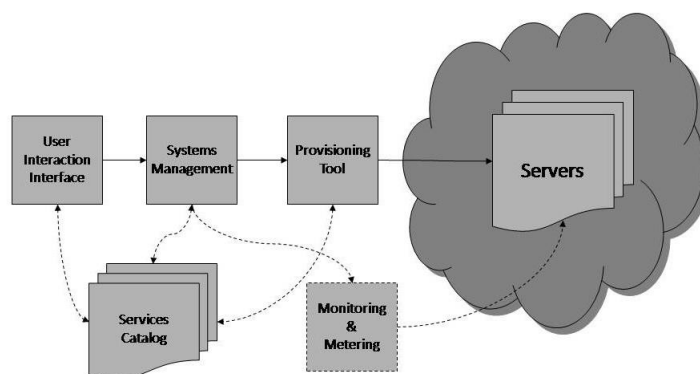 User
Interaction
Interface
Systems
Management
Provisioning
Tool
Servers
Services
Catalog
Monitoring
&
Metering